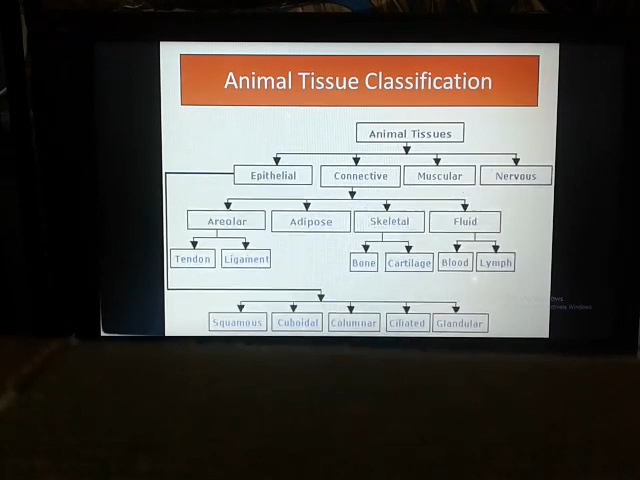 Animal Tissue Classification
Animal Tissues
Epithelial Connective Muscular Nervous
Areolar Adipose Skeletal Fluid
Tendon Ligament Bone Cartilage Blood Lymph
Squamous Cuboidal Columnar Ciliated Glandular